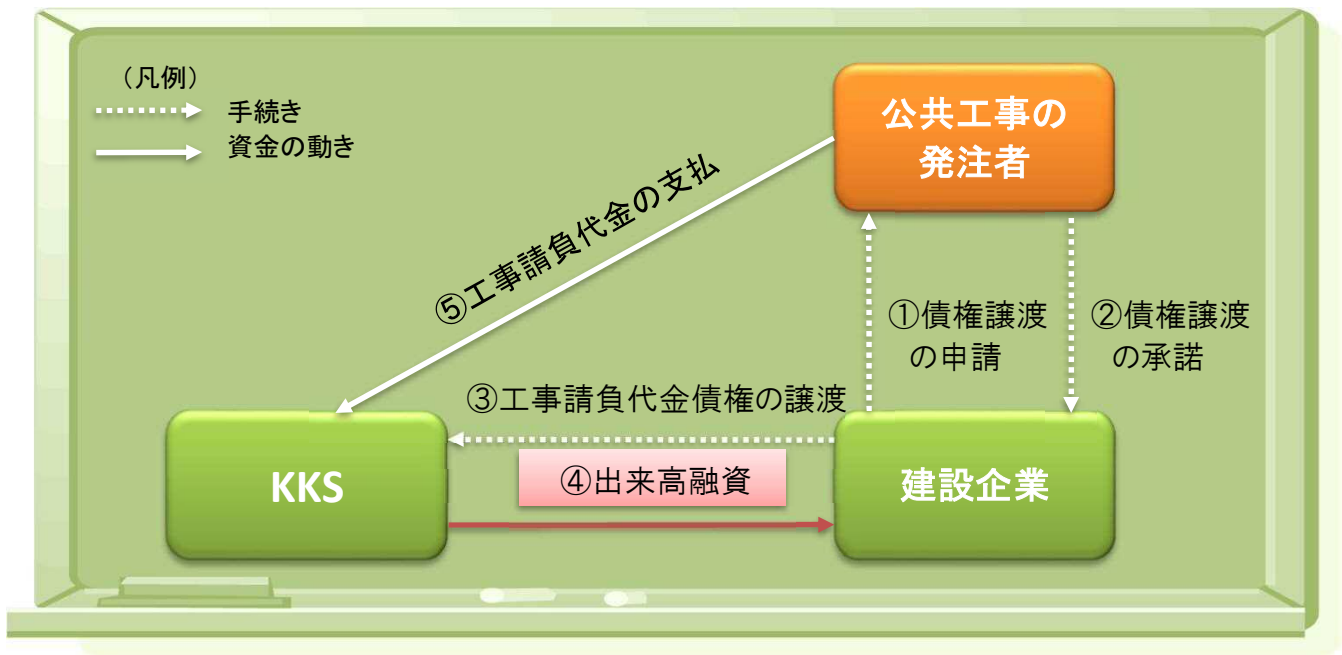 （凡例）
手続き
資金の動き
公共工事の
発注者
⑤工事請負代金の支払
①債権譲渡
の申請
②債権譲渡
の承諾
③工事請負代金債権の譲渡
KKS
④出来高融資
建設企業